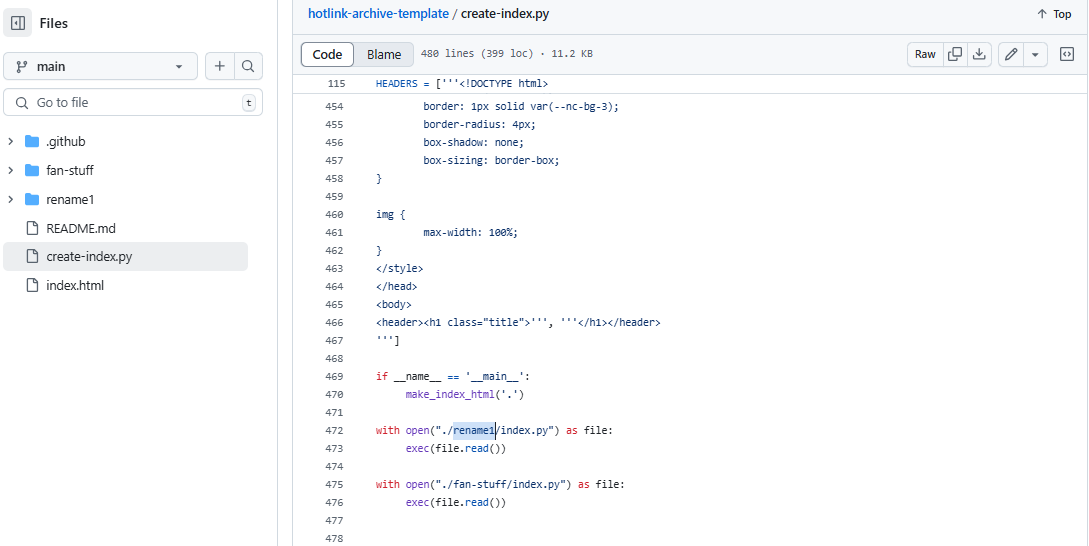 Files
main
Go to file
t
.github
fan-stuff
rename1
README.md
create-index.py
index.html
hotlink-archive-template / create-index.py
Top
Code
Blame
480 lines (399 loc) · 11.2 KB
Raw
115 HEADERS = ['''<!DOCTYPE html>
454 border: 1px solid var(--nc-bg-3);
455 border-radius: 4px;
456 box-shadow: none;
457 box-sizing: border-box;
458 }
459
460 img {
461 max-width: 100%;
462 }
463 </style>
464 </head>
465 <body>
466 <header><h1 class="title">''', '''</h1></header>
467 ''']
468
469 if __name__ == '__main__':
470 make_index_html('.')
471
472 with open("./rename1/index.py") as file:
473 exec(file.read())
474
475 with open("./fan-stuff/index.py") as file:
476 exec(file.read())
477
478